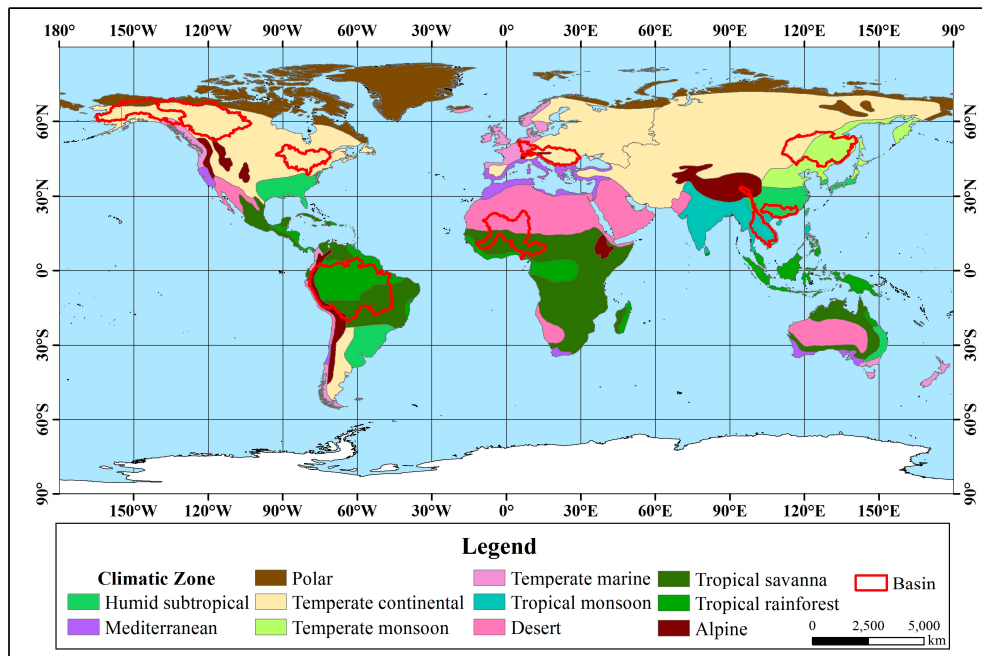 180° 150°W 120°W 90°W 60°W 30°W 0° 30°E 60°E 90°E 120°E 150°E 90°
60°N 60°N
30°N 30°N
0° 0°
30°S 30°S
60°S 60°S
90° 90°
150°W 120°W 90°W 60°W 30°W 0° 30°E 60°E 90°E 120°E 150°E
Legend
Climatic Zone
Humid subtropical
Mediterranean
Polar
Temperate continental
Temperate monsoon
Temperate marine
Tropical monsoon
Desert
Tropical savanna
Tropical rainforest
Alpine
Basin
0 2,500 5,000
km